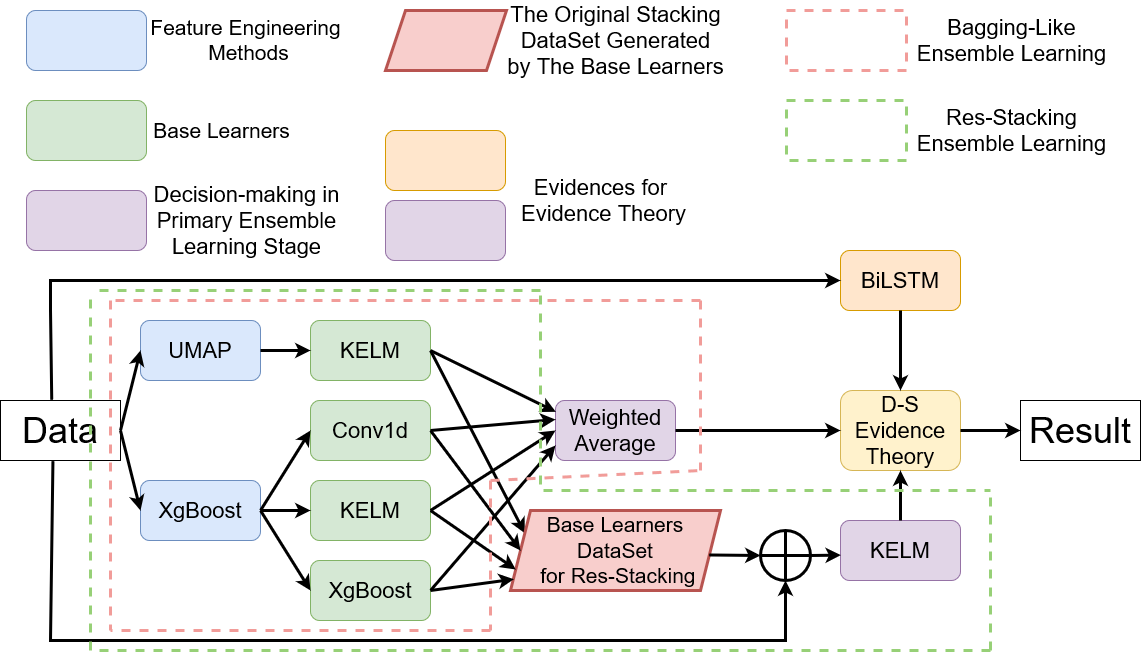 Feature Engineering
Methods
The Original Stacking
DataSet Generated
by The Base Learners
Bagging-Like
Ensemble Learning
Base Learners
Res-Stacking
Ensemble Learning
Decision-making in
Primary Ensemble
Learning Stage
Evidences for
Evidence Theory
BiLSTM
UMAP
KELM
Data
Conv1d
Weighted
Average
D-S
Evidence
Theory
Result
XgBoost
KELM
Base Learners
DataSet
for Res-Stacking
KELM
XgBoost